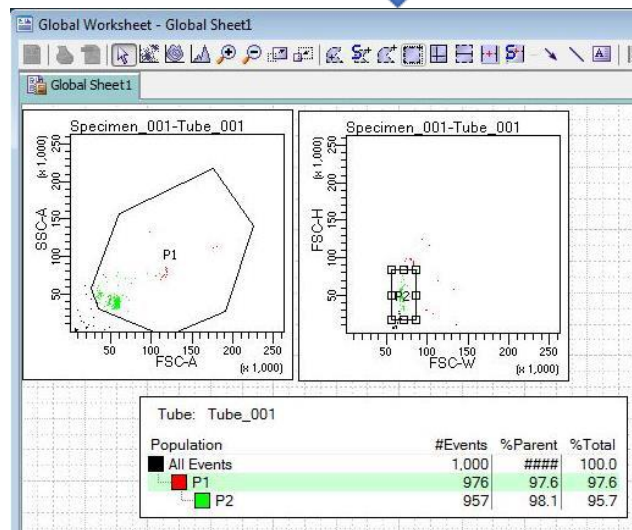 Global Worksheet - Global Sheet1
Global Sheet1
Specimen_001-Tube_001
SSC-A
(x 1,000)
50 100 150 200 250
P1
50 100 150 200 250
FSC-A
(x 1,000)
Specimen_001-Tube_001
FSC-H
(x 1,000)
50 100 150 200 250
P2
50 100 150 200 250
FSC-W
(x 1,000)
Tube: Tube_001
Population #Events %Parent %Total
All Events 1,000 #### 100.0
P1 976 97.6 97.6
P2 957 98.1 95.7